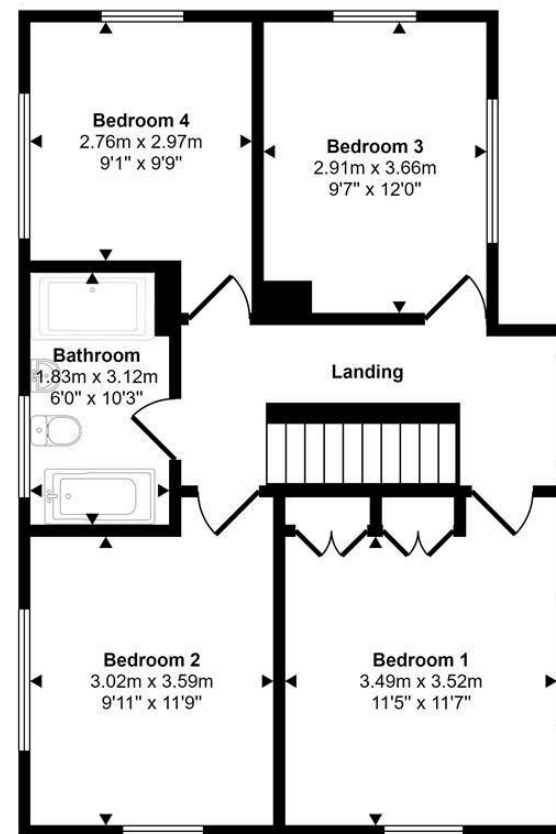 Bedroom 4
2.76m x 2.97m
9'1" x 9'9"
Bedroom 3
2.91m x 3.66m
9'7" x 12'0"
Bathroom
1.83m x 3.12m
6'0" x 10'3"
Landing
Bedroom 2
3.02m x 3.59m
9'11" x 11'9"
Bedroom 1
3.49m x 3.52m
11'5" x 11'7"